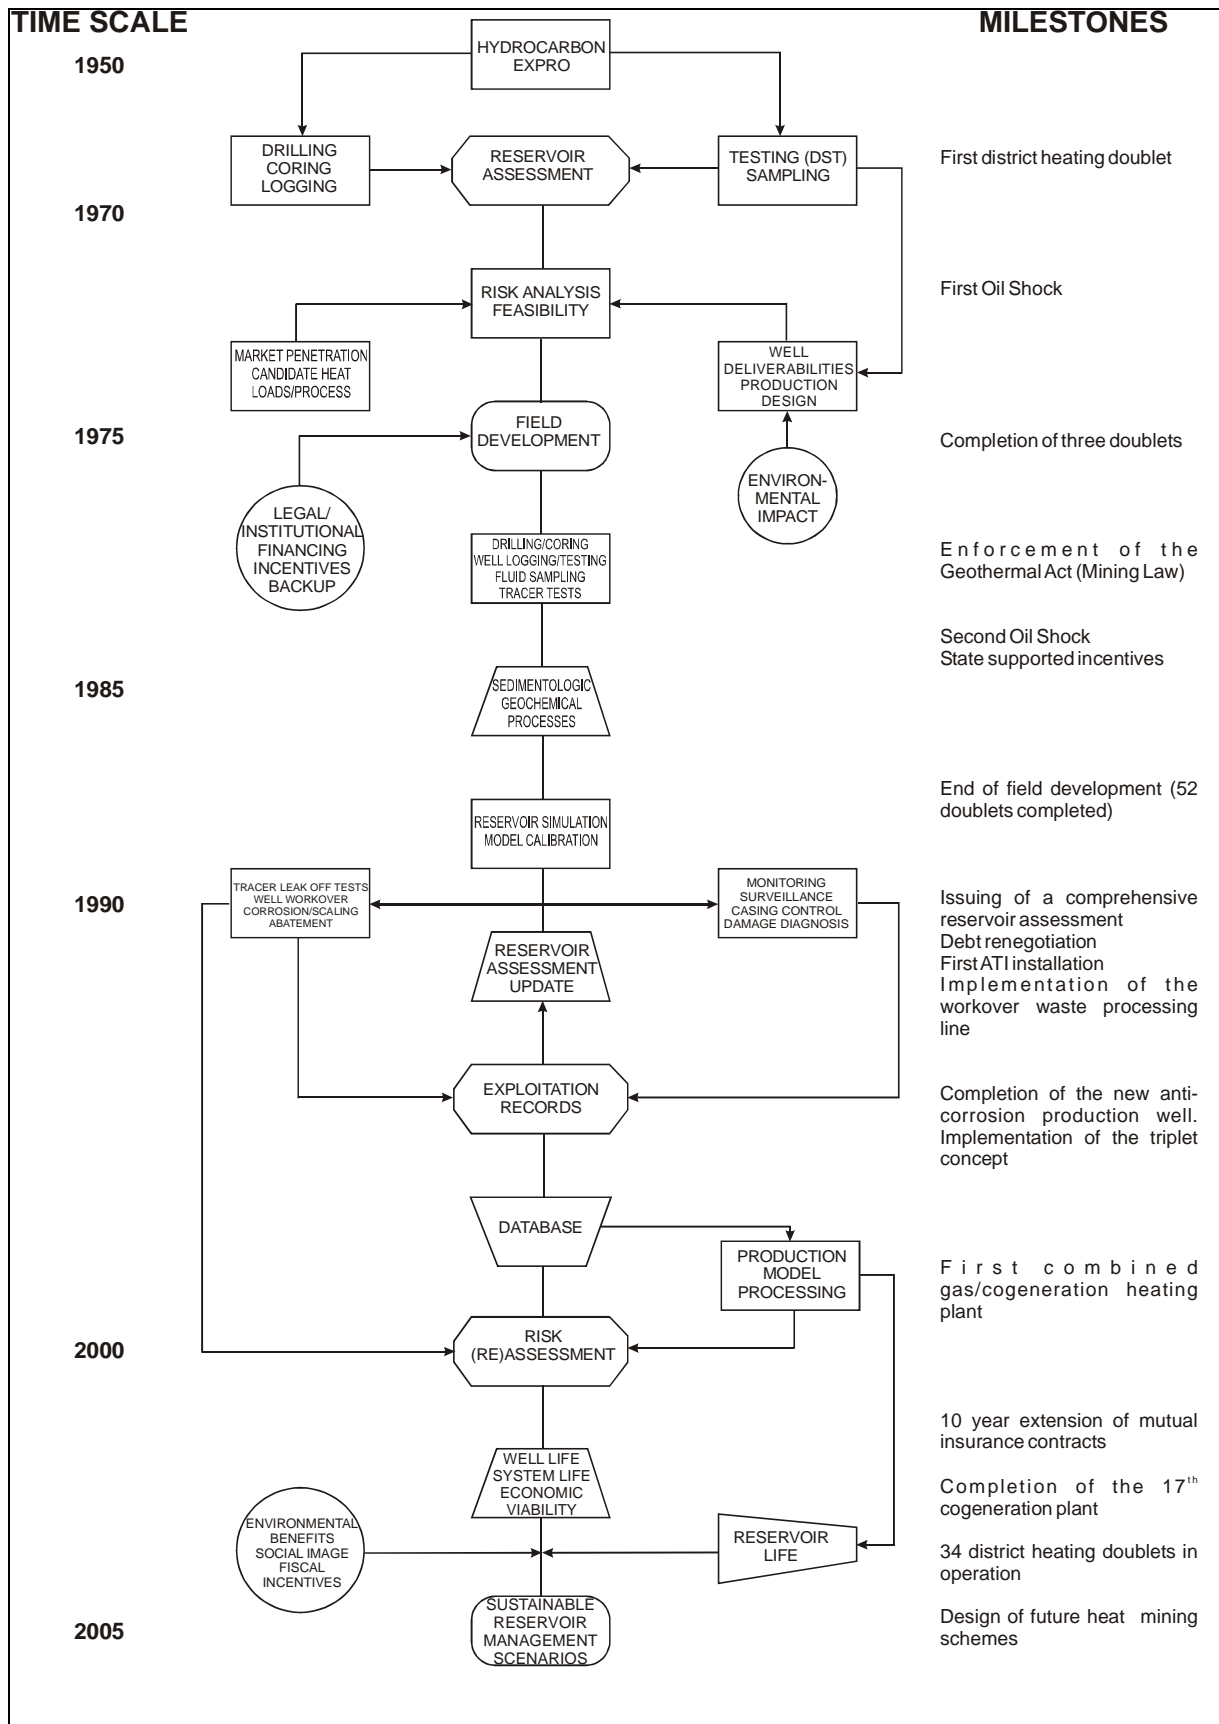 TIME SCALE
MILESTONES
1950
HYDROCARBON
EXPRO
DRILLING
CORING
LOGGING
RESERVOIR
ASSESSMENT
TESTING (DST)
SAMPLING
First district heating doublet
1970
RISK ANALYSIS
FEASIBILITY
First Oil Shock
MARKET PENETRATION
CANDIDATE HEAT
LOADS/PROCESS
WELL
DELIVERABILITIES
PRODUCTION
DESIGN
1975
FIELD
DEVELOPMENT
Completion of three doublets
LEGAL/
INSTITUTIONAL
FINANCING
INCENTIVES
BACKUP
ENVIRON-
MENTAL
IMPACT
DRILLING/CORING
WELL LOGGING/TESTING
FLUID SAMPLING
TRACER TESTS
Enforcement of the
Geothermal Act (Mining Law)
Second Oil Shock
State supported incentives
1985
SEDIMENTOLOGIC
GEOCHEMICAL
PROCESSES
End of field development (52
doublets completed)
RESERVOIR SIMULATION
MODEL CALIBRATION
1990
TRACER LEAK OFF TESTS
WELL WORKOVER
CORROSION/SCALING
ABATEMENT
MONITORING
SURVEILLANCE
CASING CONTROL
DAMAGE DIAGNOSIS
Issuing of a comprehensive
reservoir assessment
Debt renegotiation
First ATI installation
Implementation of the
workover waste processing
line
RESERVOIR
ASSESSMENT
UPDATE
EXPLOITATION
RECORDS
Completion of the new anti-
corrosion production well.
Implementation of the triplet
concept
DATABASE
PRODUCTION
MODEL
PROCESSING
First combined
gas/cogeneration heating
plant
2000
RISK
(RE)ASSESSMENT
10 year extension of mutual
insurance contracts
WELL LIFE
SYSTEM LIFE
ECONOMIC
VIABILITY
Completion of the 17th
cogeneration plant
ENVIRONMENTAL
BENEFITS
SOCIAL IMAGE
FISCAL
INCENTIVES
RESERVOIR
LIFE
34 district heating doublets in
operation
2005
SUSTAINABLE
RESERVOIR
MANAGEMENT
SCENARIOS
Design of future heat mining
schemes